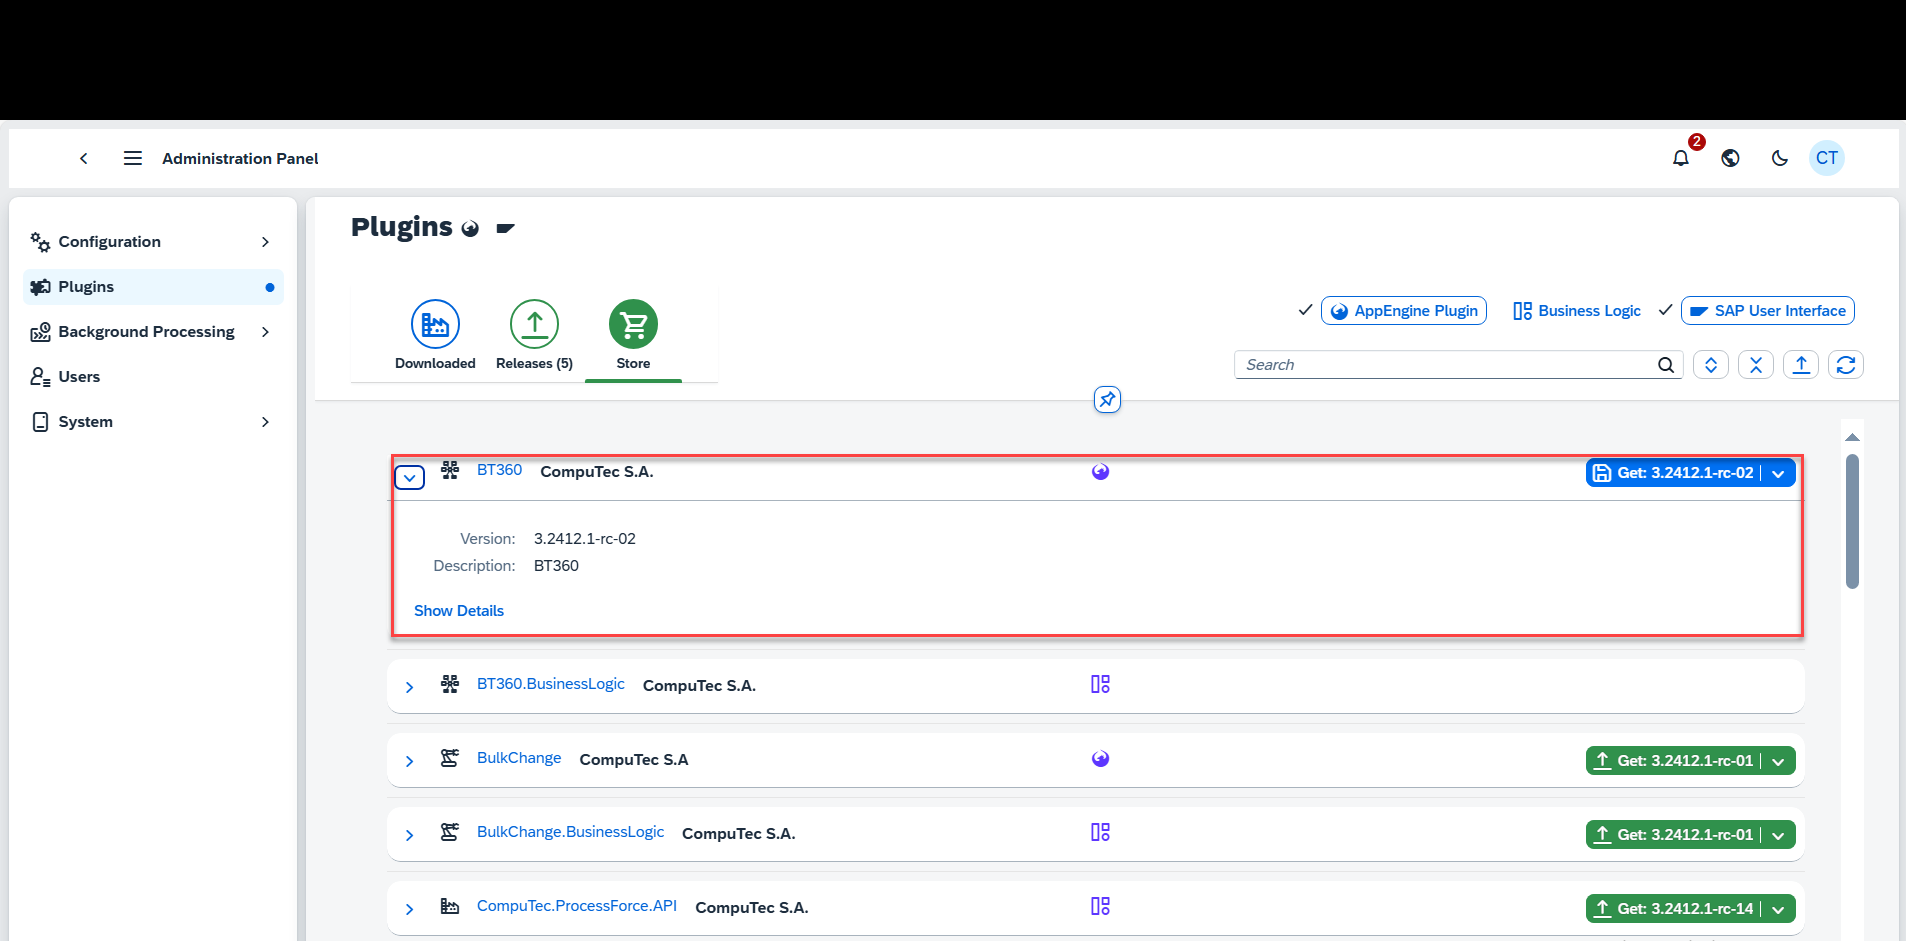 Administration Panel
2
CT
Configuration
Plugins
Background Processing
Users
System
Plugins
Downloaded
Releases (5)
Store
AppEngine Plugin
Business Logic
SAP User Interface
Search
BT360 CompuTec S.A.
Get: 3.2412.1-rc-02
Version: 3.2412.1-rc-02
Description: BT360
Show Details
BT360.BusinessLogic CompuTec S.A.
BulkChange CompuTec S.A
Get: 3.2412.1-rc-01
BulkChange.BusinessLogic CompuTec S.A.
Get: 3.2412.1-rc-01
CompuTec.ProcessForce.API CompuTec S.A.
Get: 3.2412.1-rc-14